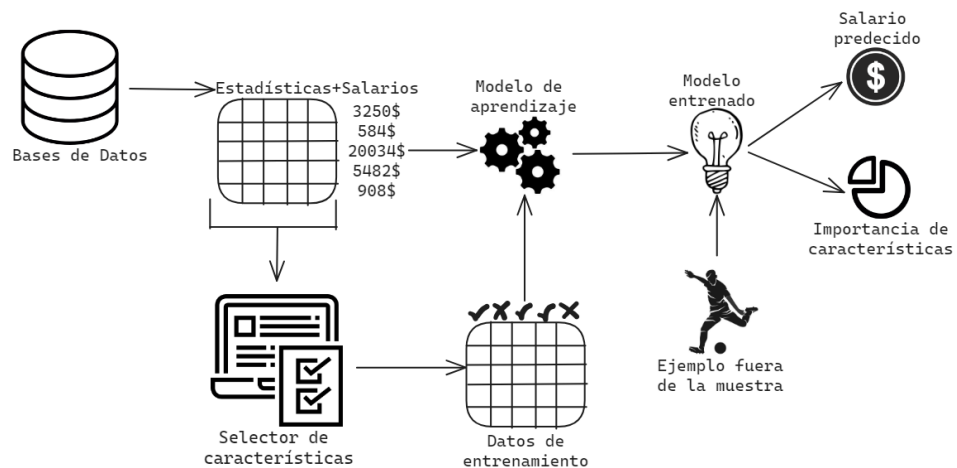 Salario
predecido
Bases de Datos
Estadísticas+Salarios
3250$
584$
20034$
5482$
908$
Modelo de
aprendizaje
Modelo
entrenado
$
Importancia de
características
Selector de
características
Datos de
entrenamiento
Ejemplo fuera
de la muestra